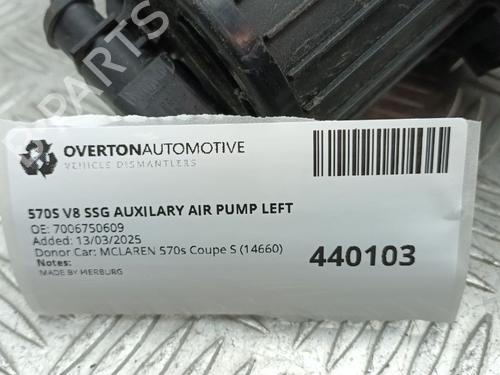 OVERTONAUTOMOTIVE
VEHICLE DISMANTLERS
570S V8 SSG AUXILARY AIR PUMP LEFT
OE: 7006750609
Added: 13/03/2025
Donor Car: MCLAREN 570s Coupe S (14660)
Notes:
MADE BY HERBURG
440103